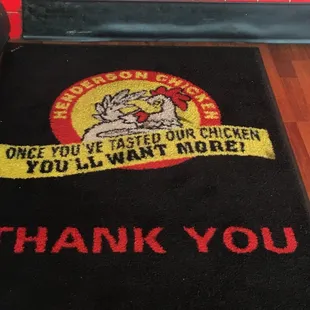 HENDERSON CHICKEN
ONCE YOU'VE TASTED OUR CHICKEN
YOU'LL WANT MORE!
THANK YOU